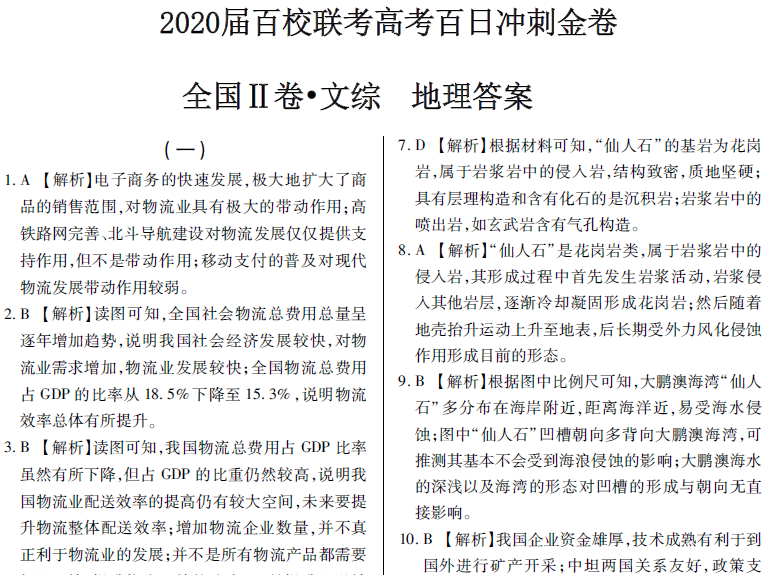 2020届百校联考高考百日冲刺金卷
全国Ⅱ卷•文综 地理答案
(一)
1. A 【解析】电子商务的快速发展,极大地扩大了商
品的销售范围,对物流业具有极大的带动作用;高
铁路网完善、北斗导航建设对物流发展仅仅提供支
持作用,但不是带动作用;移动支付的普及对现代
物流发展带动作用较弱。
2. B 【解析】读图可知,全国社会物流总费用总量呈
逐年增加趋势,说明我国社会经济发展较快,对物
流业需求增加,物流业发展较快;全国物流总费用
占 GDP 的比率从 18.5%下降至 15.3%,说明物流
效率总体有所提升。
3. B 【解析】读图可知,我国物流总费用占 GDP 比率
虽然有所下降,但占 GDP 的比重仍然较高,说明我
国物流业配送效率的提高仍有较大空间,未来要提
升物流整体配送效率;增加物流企业数量,并不真
正利于物流业的发展;并不是所有物流产品都需要
7. D 【解析】根据材料可知,“仙人石”的基岩为花岗
岩,属于岩浆岩中的侵入岩,结构致密,质地坚硬;
具有层理构造和含有化石的是沉积岩;岩浆岩中的
喷出岩,如玄武岩含有气孔构造。
8. A 【解析】“仙人石”是花岗岩类,属于岩浆岩中的
侵入岩,其形成过程中首先发生岩浆活动,岩浆侵
入其他岩层,逐渐冷却凝固形成花岗岩;然后随着
地壳抬升运动上升至地表,后长期受外力风化侵蚀
作用形成目前的形态。
9. B 【解析】根据图中比例尺可知,大鹏澳海湾“仙人
石”多分布在海岸附近,距离海洋近,易受海水侵
蚀;图中“仙人石”凹槽朝向多背向大鹏澳海湾,可
推测其基本不会受到海浪侵蚀的影响;大鹏澳海水
的深浅以及海湾的形态对凹槽的形成与朝向无直
接影响。
10. B 【解析】我国企业资金雄厚,技术成熟有利于到
国外进行矿产开采;中坦两国关系友好,政策支